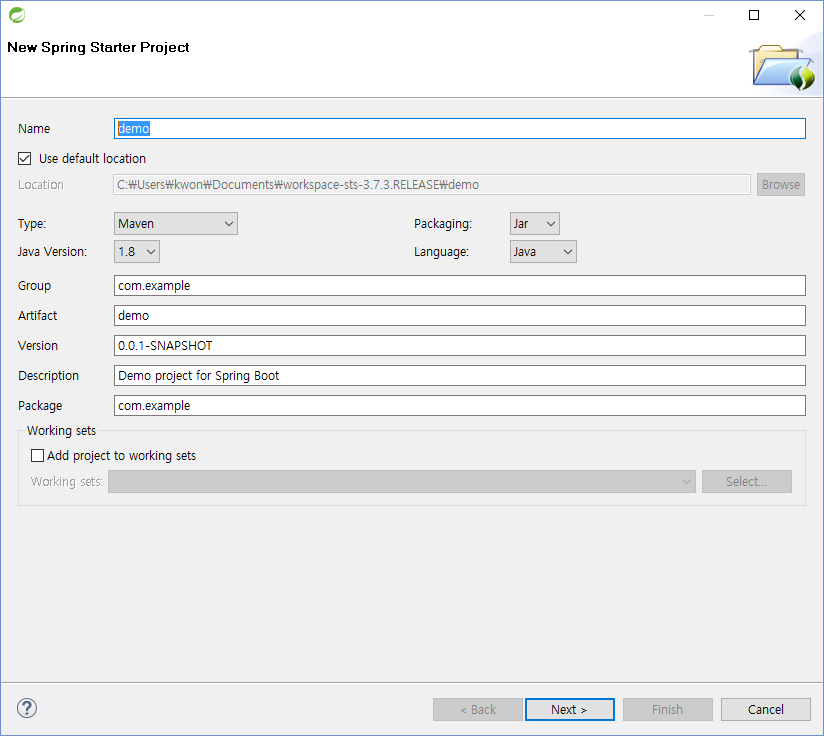 New Spring Starter Project
Name demo
Use default location
Location C:₩Users₩kwon₩Documents₩workspace-sts-3.7.3.RELEASE₩demo Browse
Type: Maven Packaging: Jar
Java Version: 1.8 Language: Java
Group com.example
Artifact demo
Version 0.0.1-SNAPSHOT
Description Demo project for Spring Boot
Package com.example
Working sets
Add project to working sets
Working sets: Select...
? < Back Next > Finish Cancel